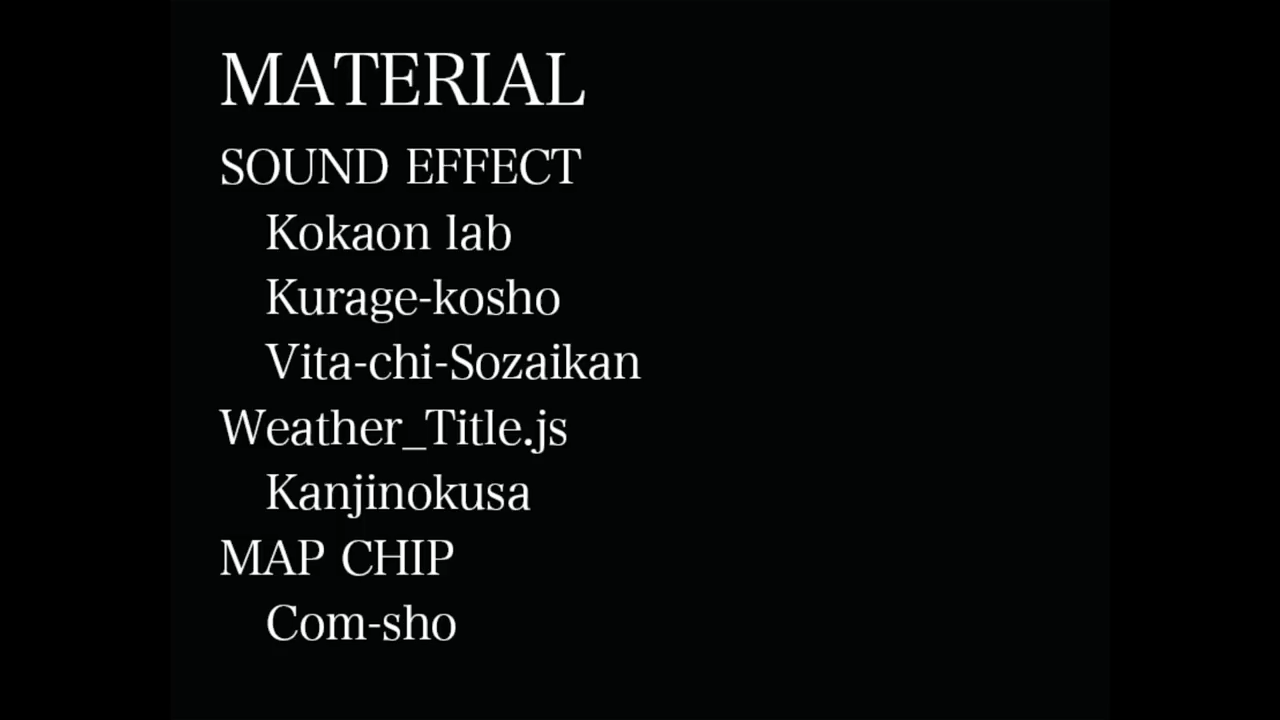 MATERIAL
SOUND EFFECT
Kokaon lab
Kurage-kosho
Vita-chi-Sozaikan
Weather_Title.js
Kanjinokusa
MAP CHIP
Com-sho